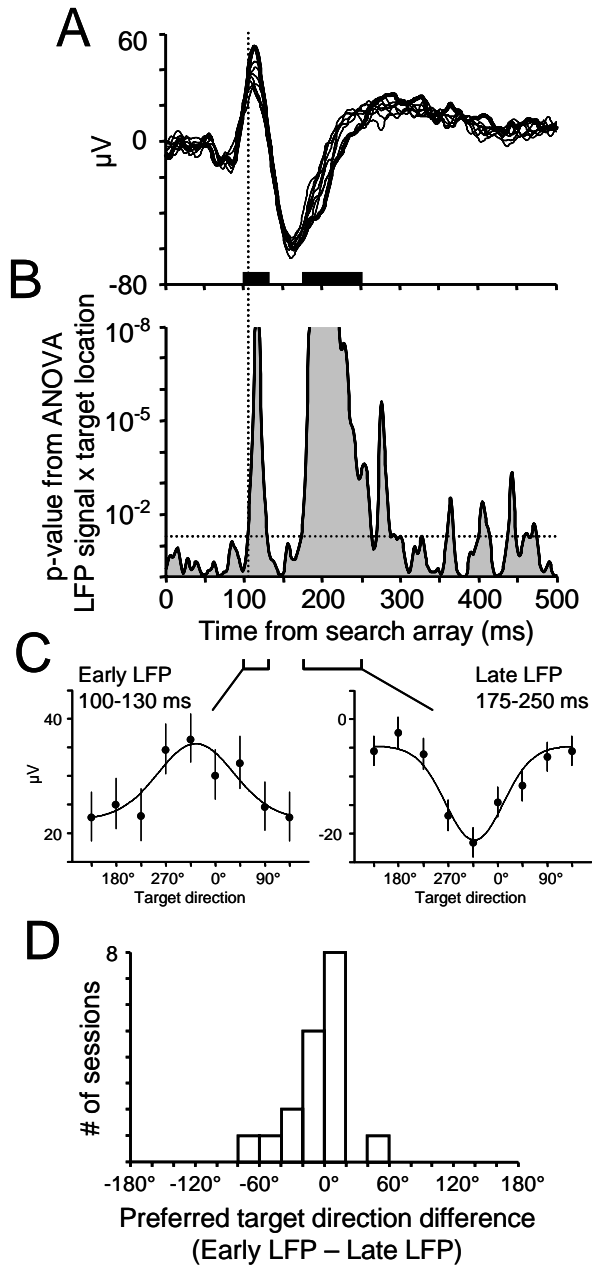 A
60
0
-80
µV
B
10-8
10-5
10-2
p-value from ANOVA
LFP signal x target location
0 100 200 300 400 500
Time from search array (ms)
C
Early LFP
100-130 ms
40
20
µV
180° 270° 0° 90°
Target direction
Late LFP
175-250 ms
0
-20
180° 270° 0° 90°
Target direction
D
8
# of sessions
-180° -120° -60° 0° 60° 120° 180°
Preferred target direction difference
(Early LFP – Late LFP)